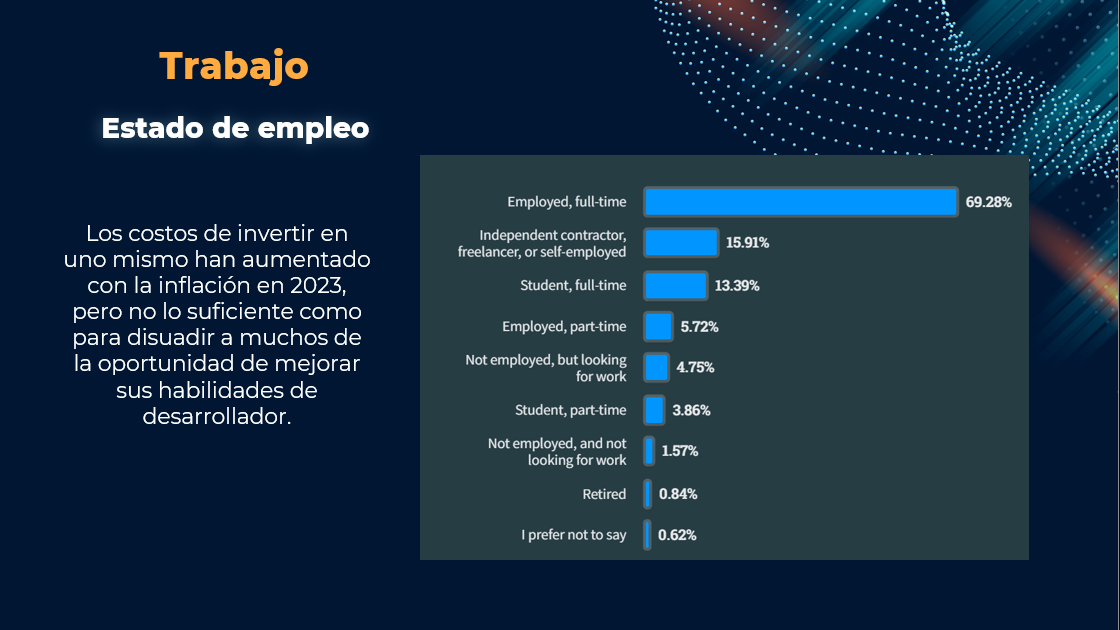 Trabajo
Estado de empleo
Los costos de invertir en
uno mismo han aumentado
con la inflación en 2023,
pero no lo suficiente como
para disuadir a muchos de
la oportunidad de mejorar
sus habilidades de
desarrollador.
Employed, full-time 69.28%
Independent contractor,
freelancer, or self-employed 15.91%
Student, full-time 13.39%
Employed, part-time 5.72%
Not employed, but looking
for work 4.75%
Student, part-time 3.86%
Not employed, and not
looking for work 1.57%
Retired 0.84%
I prefer not to say 0.62%